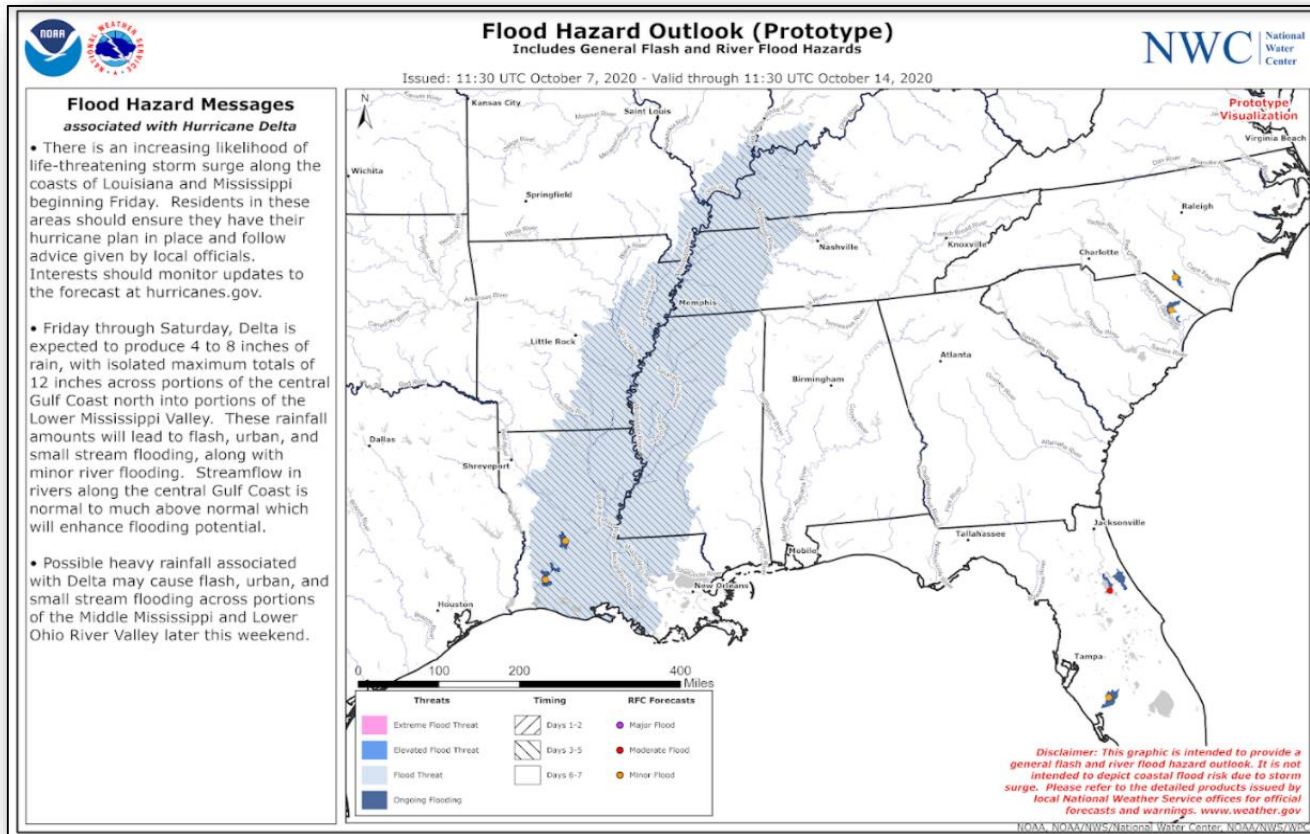 Flood Hazard Outlook (Prototype)
Includes General Flash and River Flood Hazards
Issued: 11:30 UTC October 7, 2020 - Valid through 11:30 UTC October 14, 2020
NOAA
NATIONAL WEATHER SERVICE
NWC
National
Water
Center
Flood Hazard Messages
associated with Hurricane Delta
• There is an increasing likelihood of
life-threatening storm surge along the
coasts of Louisiana and Mississippi
beginning Friday. Residents in these
areas should ensure they have their
hurricane plan in place and follow
advice given by local officials.
Interests should monitor updates to
the forecast at hurricanes.gov.
• Friday through Saturday, Delta is
expected to produce 4 to 8 inches of
rain, with isolated maximum totals of
12 inches across portions of the central
Gulf Coast north into portions of the
Lower Mississippi Valley. These rainfall
amounts will lead to flash, urban, and
small stream flooding, along with
minor river flooding. Streamflow in
rivers along the central Gulf Coast is
normal to much above normal which
will enhance flooding potential.
• Possible heavy rainfall associated
with Delta may cause flash, urban, and
small stream flooding across portions
of the Middle Mississippi and Lower
Ohio River Valley later this weekend.
N
Prototype
Visualization
Kansas City
Saint Louis
Virginia Beach
Wichita
Springfield
Raleigh
Nashville
Knoxville
Charlotte
Memphis
Little Rock
Atlanta
Birmingham
Dallas
Shreveport
Jacksonville
Tallahassee
Mobile
New Orleans
Houston
Tampa
0 100 200 400
Miles
Threats
Extreme Flood Threat
Elevated Flood Threat
Flood Threat
Ongoing Flooding
Timing
Days 1-2
Days 3-5
Days 6-7
RFC Forecasts
Major Flood
Moderate Flood
Minor Flood
Disclaimer: This graphic is intended to provide a
general flash and river flood hazard outlook. It is not
intended to depict coastal flood risk due to storm
surge. Please refer to the detailed products issued by
local National Weather Service offices for official
forecasts and warnings. www.weather.gov
NOAA, NOAA/NWS/National Water Center, NOAA/NWS/WPC